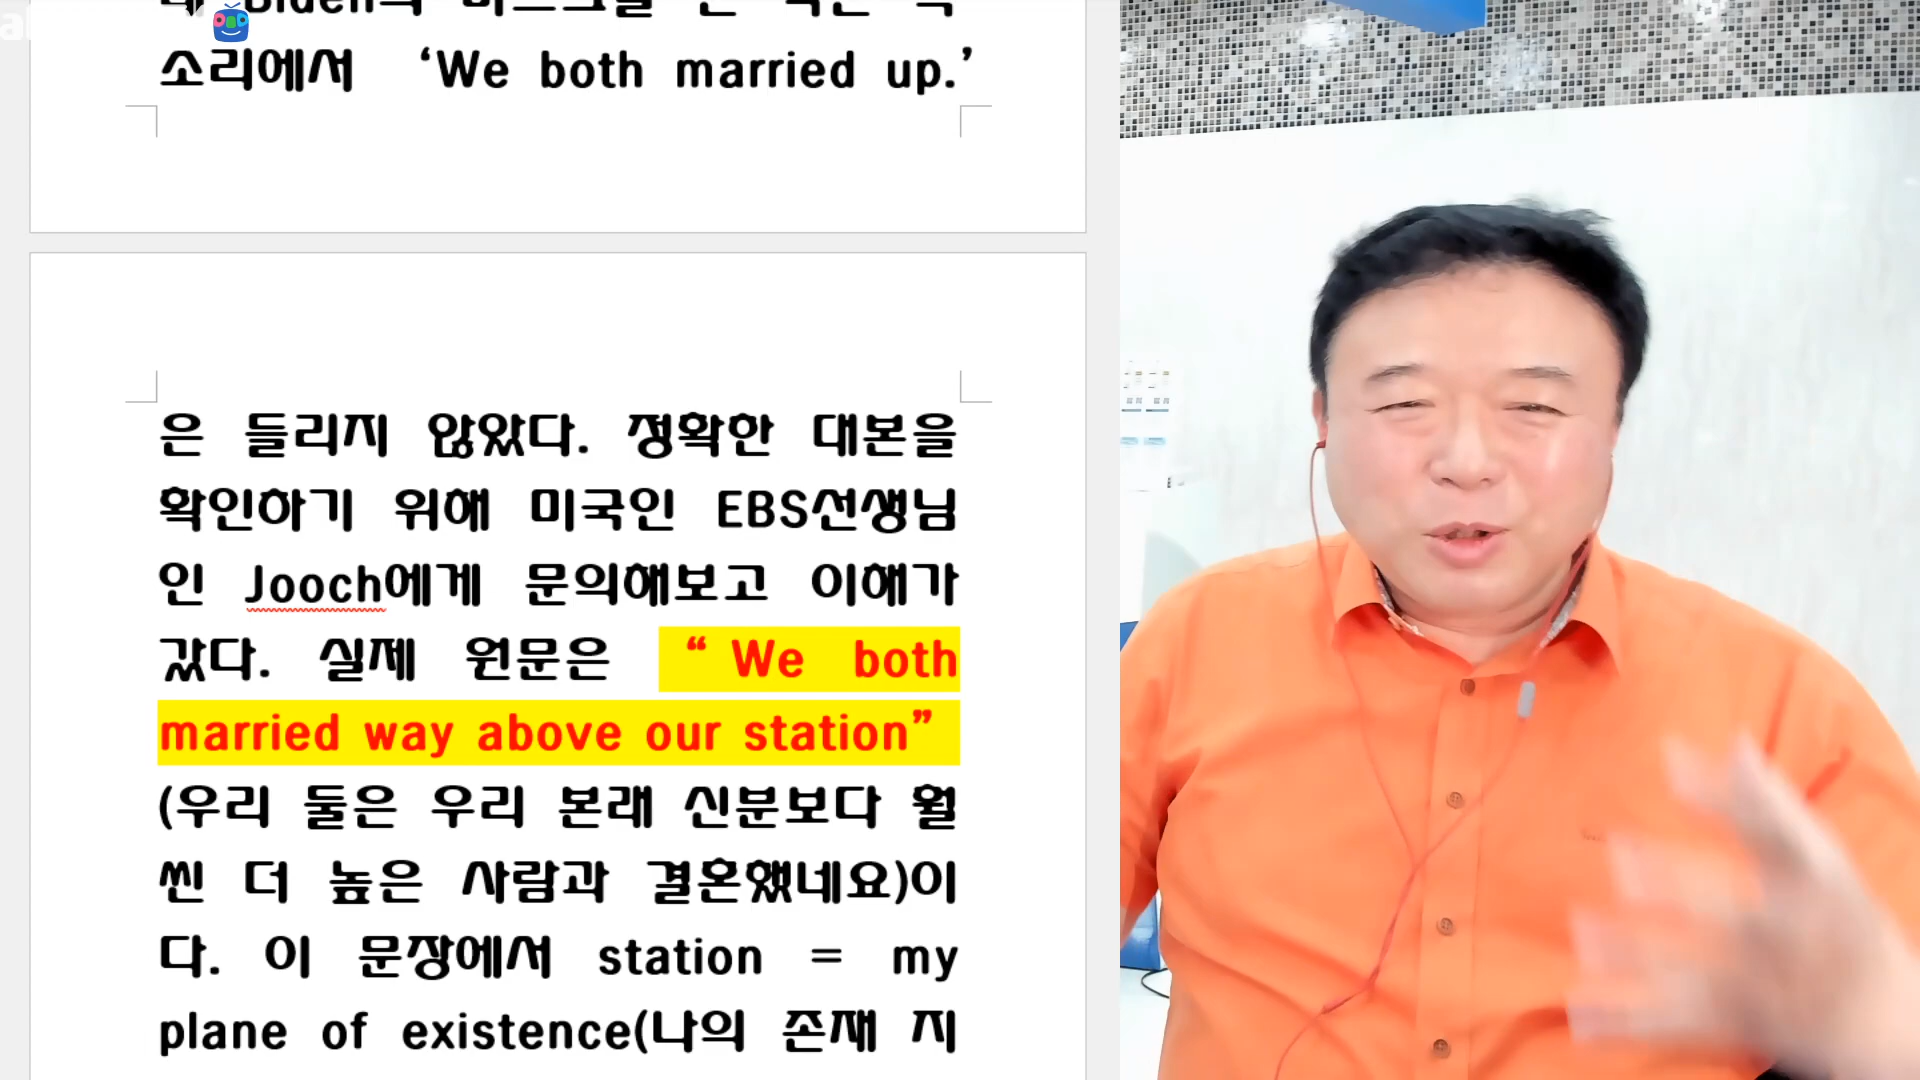 소리에서 ‘We both married up.’
은 들리지 않았다. 정확한 대본을
확인하기 위해 미국인 EBS선생님
인 Jooch에게 문의해보고 이해가
갔다. 실제 원문은 “We both
married way above our station”
(우리 둘은 우리 본래 신분보다 훨
씬 더 높은 사람과 결혼했네요)이
다. 이 문장에서 station = my
plane of existence(나의 존재 지